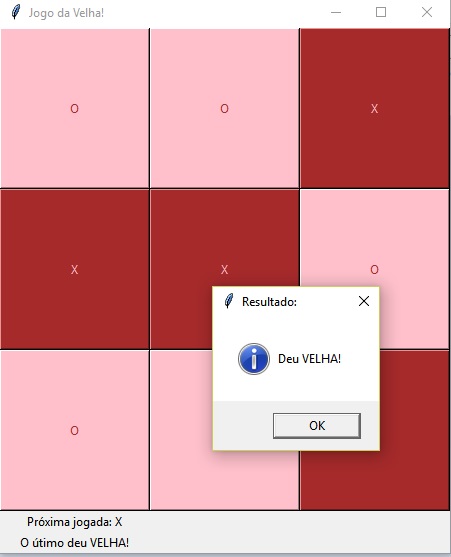 Jogo da Velha!
O O X
X X O
Resultado:
Deu VELHA!
O
OK
Próxima jogada: X
O útimo deu VELHA!